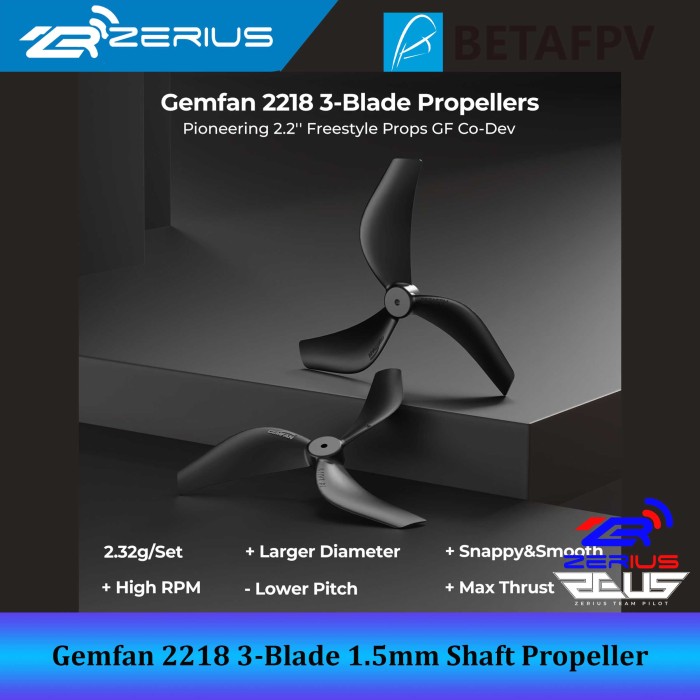 ZERIUS
BETAFPV
Gemfan 2218 3-Blade Propellers
Pioneering 2.2'' Freestyle Props GF Co-Dev
GEMFAN
2.32g/Set
+ Larger Diameter
+ Snappy&Smooth
+ High RPM
- Lower Pitch
+ Max Thrust
ZERIUS
ZEUS
ZERIUS TEAM PILOT
Gemfan 2218 3-Blade 1.5mm Shaft Propeller